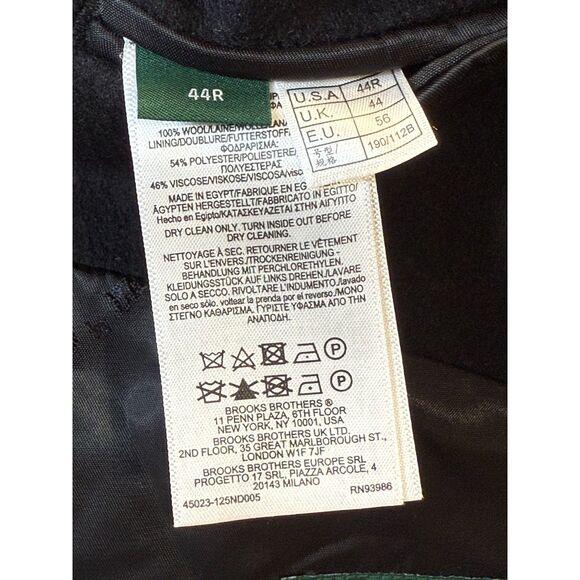 44R
U.S.A 44R
U.K. 44
E.U. 56
号型/规格 190/112B
100% WOOL/LAINE/WOLLE/LANA/
LINING/DOUBLURE/FUTTERSTOFF/
ΦΟΔΡΑΡΙΣΜΑ:
54% POLYESTER/POLIESTERE/
ΠΟΛΥΕΣΤΕΡΑΣ
46% VISCOSE/VISKOSE/VISCOSA/visc
MADE IN EGYPT/FABRIQUE EN EG
ÄGYPTEN HERGESTELLT/FABBRICATO IN EGITTO/
Hecho en Egipto/ΚΑΤΑΣΚΕΥΑΖΕΤΑΙ ΣΤΗΝ ΑΙΓΥΠΤΟ
DRY CLEAN ONLY. TURN INSIDE OUT BEFORE
DRY CLEANING.
NETTOYAGE À SEC. RETOURNER LE VÊTEMENT
SUR L'ENVERS./TROCKENREINIGUNG -
BEHANDLUNG MIT PERCHLORETHYLEN.
KLEIDUNGSSTÜCK AUF LINKS DREHEN/LAVARE
SOLO A SECCO. RIVOLTARE L'INDUMENTO./lavado
en seco sólo. voltear la prenda por el reverso/ΜΟΝΟ
ΣΤΕΓΝΟ ΚΑΘΑΡΙΣΜΑ. ΓΥΡΙΣΤΕ ΥΦΑΣΜΑ ΑΠΟ ΤΗΝ
ΑΝΑΠΟΔΗ.
P
P
BROOKS BROTHERS ®
11 PENN PLAZA, 6TH FLOOR
NEW YORK, NY 10001, USA
BROOKS BROTHERS UK LTD.
2ND FLOOR, 35 GREAT MARLBOROUGH ST.,
LONDON W1F 7JF
BROOKS BROTHERS EUROPE SRL
PROGETTO 17 SRL, PIAZZA ARCOLE, 4
20143 MILANO
45023-125ND005 RN93986